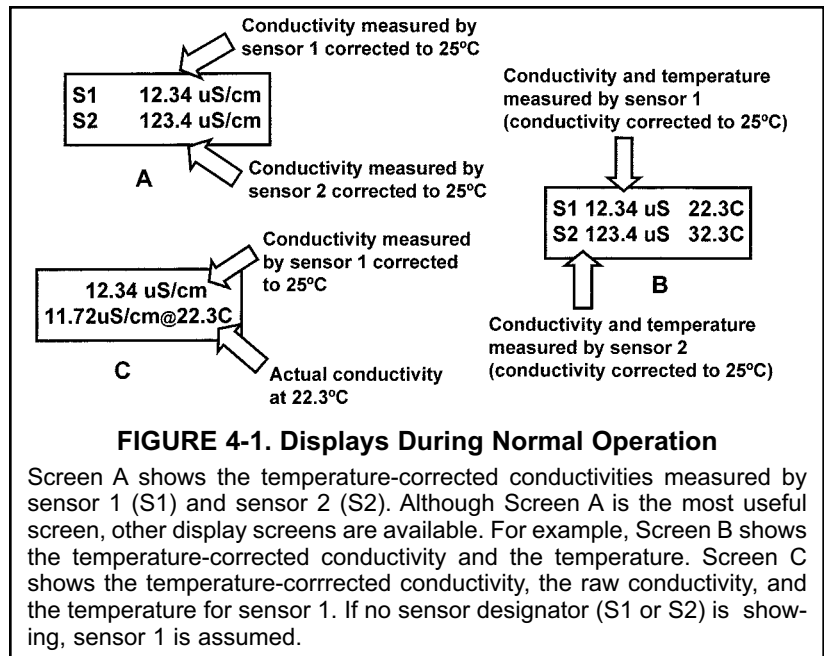 Conductivity measured by
sensor 1 corrected to 25ºC
S1 12.34 uS/cm
S2 123.4 uS/cm
A
Conductivity measured by
sensor 2 corrected to 25ºC
Conductivity and temperature
measured by sensor 1
(conductivity corrected to 25ºC)
S1 12.34 uS 22.3C
S2 123.4 uS 32.3C
B
Conductivity and temperature
measured by sensor 2
(conductivity corrected to 25ºC)
Conductivity measured
by sensor 1 corrected
to 25ºC
12.34 uS/cm
11.72uS/cm@22.3C
C
Actual conductivity
at 22.3ºC
FIGURE 4-1. Displays During Normal Operation
Screen A shows the temperature-corrected conductivities measured by
sensor 1 (S1) and sensor 2 (S2). Although Screen A is the most useful
screen, other display screens are available. For example, Screen B shows
the temperature-corrected conductivity and the temperature. Screen C
shows the temperature-corrrected conductivity, the raw conductivity, and
the temperature for sensor 1. If no sensor designator (S1 or S2) is show-
ing, sensor 1 is assumed.